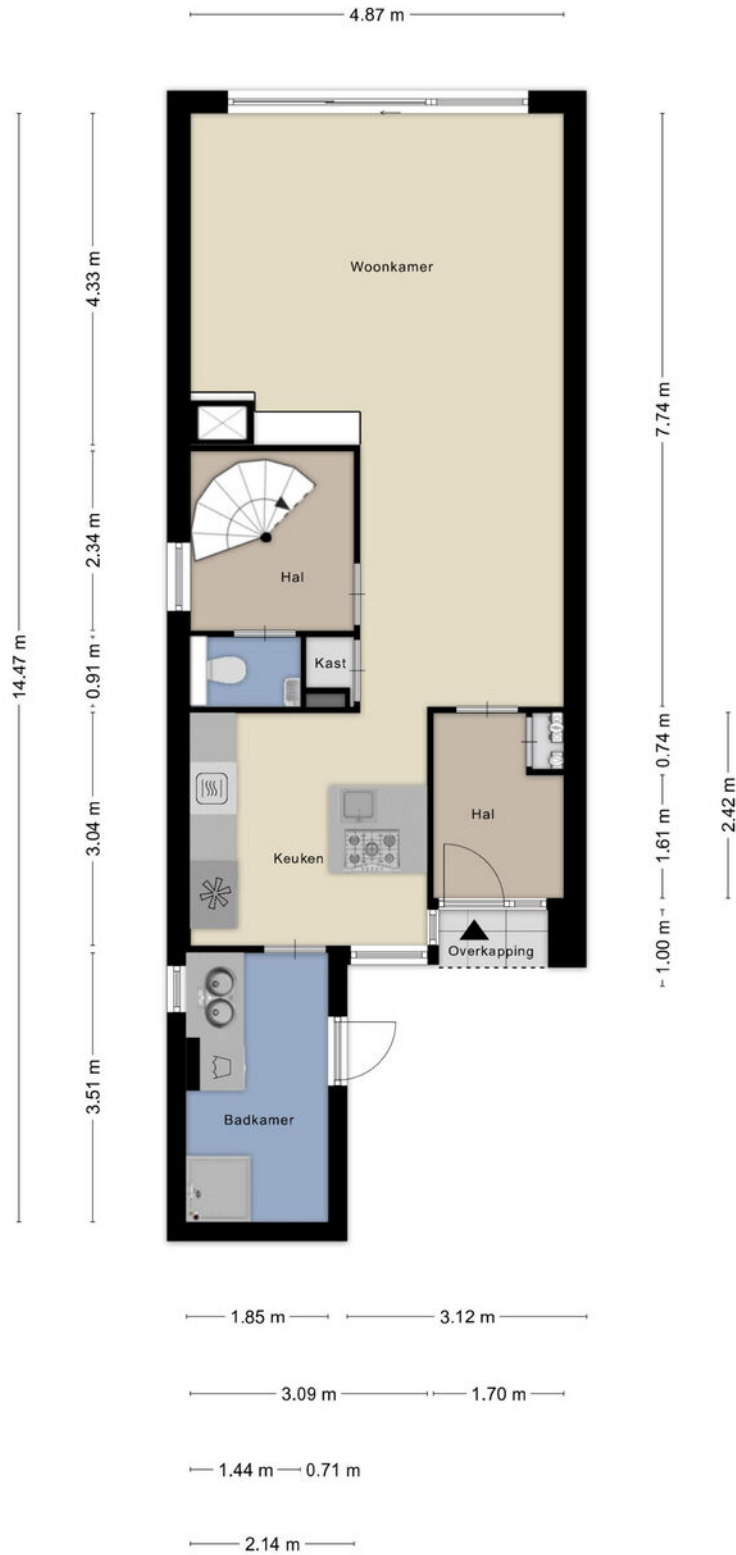 4.87 m
Woonkamer
4.33 m
7.74 m
2.34 m
Hal
14.47 m
0.91 m
Kast
0.74 m
2.42 m
Hal
1.61 m
3.04 m
Keuken
1.00 m
Overkapping
3.51 m
Badkamer
1.85 m
3.12 m
3.09 m
1.70 m
1.44 m
0.71 m
2.14 m